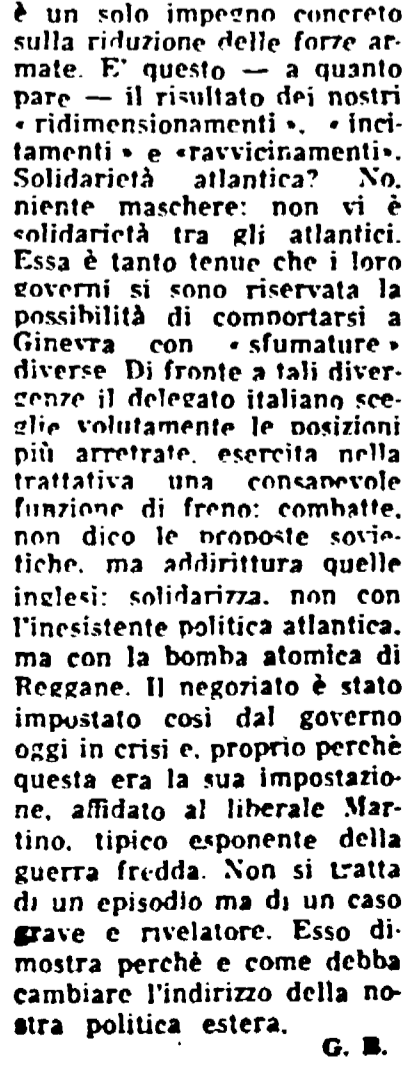 è un solo impegno concreto
sulla riduzione delle forze ar-
mate. E' questo — a quanto
pare — il risultato dei nostri
« ridimensionamenti », « inci-
tamenti » e «ravvicinamenti».
Solidarietà atlantica? No,
niente maschere: non vi è
solidarietà tra gli atlantici.
Essa è tanto tenue che i loro
governi si sono riservata la
possibilità di comportarsi a
Ginevra con « sfumature »
diverse Di fronte a tali diver-
genze il delegato italiano sce-
glie volutamente le posizioni
più arretrate, esercita nella
trattativa una consapevole
funzione di freno: combatte,
non dico le proposte sovie-
tiche, ma addirittura quelle
inglesi: solidarizza, non con
l'inesistente politica atlantica,
ma con la bomba atomica di
Reggane. Il negoziato è stato
impostato così dal governo
oggi in crisi e, proprio perchè
questa era la sua impostazio-
ne, affidato al liberale Mar-
tino, tipico esponente della
guerra fredda. Non si tratta
di un episodio ma di un caso
grave e rivelatore. Esso di-
mostra perchè e come debba
cambiare l'indirizzo della no-
stra politica estera.
G. B.